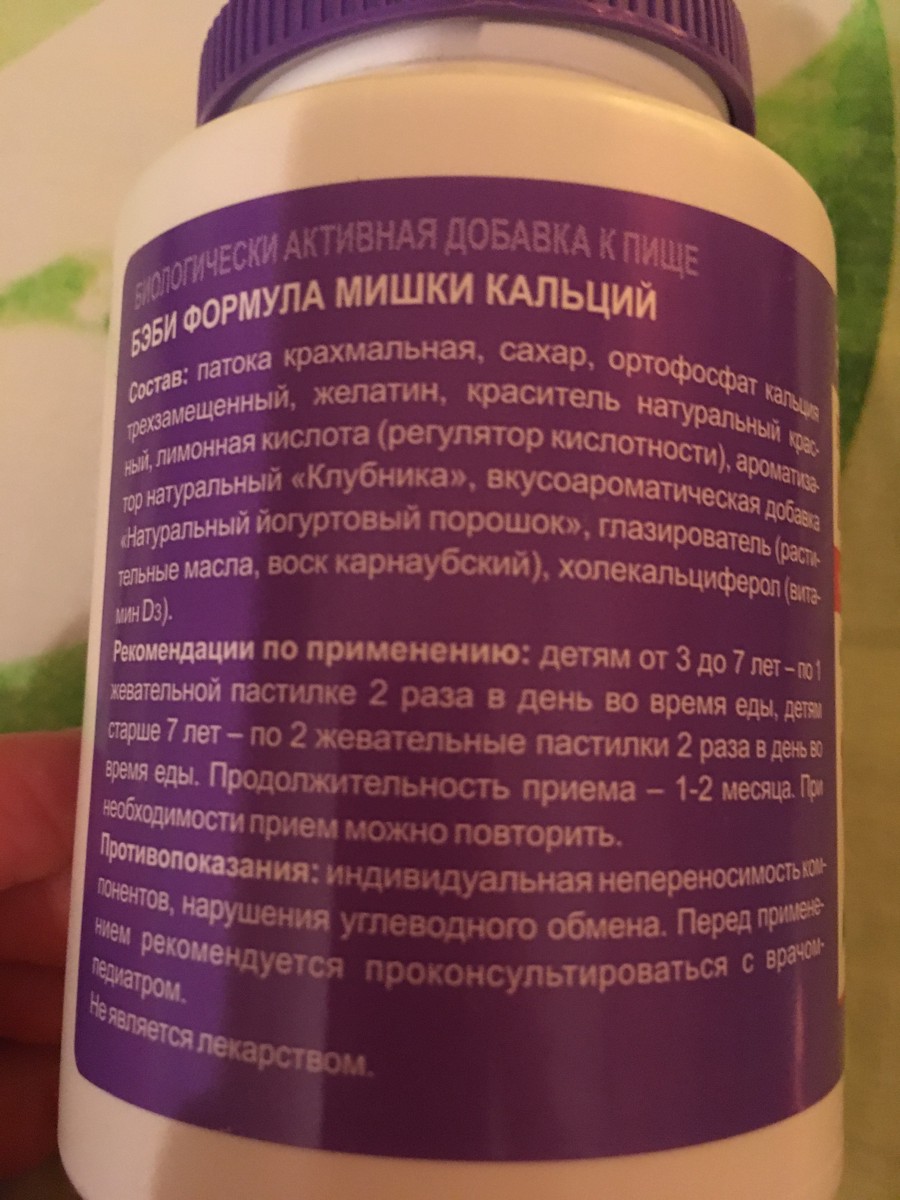 БИОЛОГИЧЕСКИ АКТИВНАЯ ДОБАВКА К ПИЩЕ
БЭБИ ФОРМУЛА МИШКИ КАЛЬЦИЙ
Состав: патока крахмальная, сахар, ортофосфат кальция
трехзамещенный, желатин, краситель натуральный крас-
ный, лимонная кислота (регулятор кислотности), ароматиза-
тор натуральный «Клубника», вкусоароматическая добавка
«Натуральный йогуртовый порошок», глазирователь (расти-
тельные масла, воск карнаубский), холекальциферол (вита-
мин D3).
Рекомендации по применению: детям от 3 до 7 лет – по 1
жевательной пастилке 2 раза в день во время еды, детям
старше 7 лет – по 2 жевательные пастилки 2 раза в день во
время еды. Продолжительность приема – 1-2 месяца. При
необходимости прием можно повторить.
Противопоказания: индивидуальная непереносимость ком-
понентов, нарушения углеводного обмена. Перед примене-
нием рекомендуется проконсультироваться с врачом-
педиатром.
Не является лекарством.